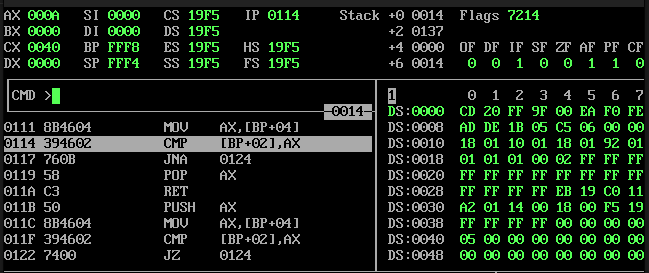 AX 000A SI 0000 CS 19F5 IP 0114 Stack +0 0014 Flags 7214
BX 0000 DI 0000 DS 19F5 +2 0137
CX 0040 BP FFF8 ES 19F5 HS 19F5 +4 0000 OF DF IF SF ZF AF PF CF
DX 0000 SP FFF4 SS 19F5 FS 19F5 +6 0014 0 0 1 0 0 1 1 0
CMD > 1 0 1 2 3 4 5 6 7
0014 DS:0000 CD 20 FF 9F 00 EA F0 FE
0111 8B4604 MOV AX,[BP+04] DS:0008 AD DE 1B 05 C5 06 00 00
0114 394602 CMP [BP+02],AX DS:0010 18 01 10 01 18 01 92 01
0117 760B JNA 0124 DS:0018 01 01 01 00 02 FF FF FF
0119 58 POP AX DS:0020 FF FF FF FF FF FF FF FF
011A C3 RET DS:0028 FF FF FF FF EB 19 C0 11
011B 50 PUSH AX DS:0030 A2 01 14 00 18 00 F5 19
011C 8B4604 MOV AX,[BP+04] DS:0038 FF FF FF FF 00 00 00 00
011F 394602 CMP [BP+02],AX DS:0040 05 00 00 00 00 00 00 00
0122 7400 JZ 0124 DS:0048 00 00 00 00 00 00 00 00